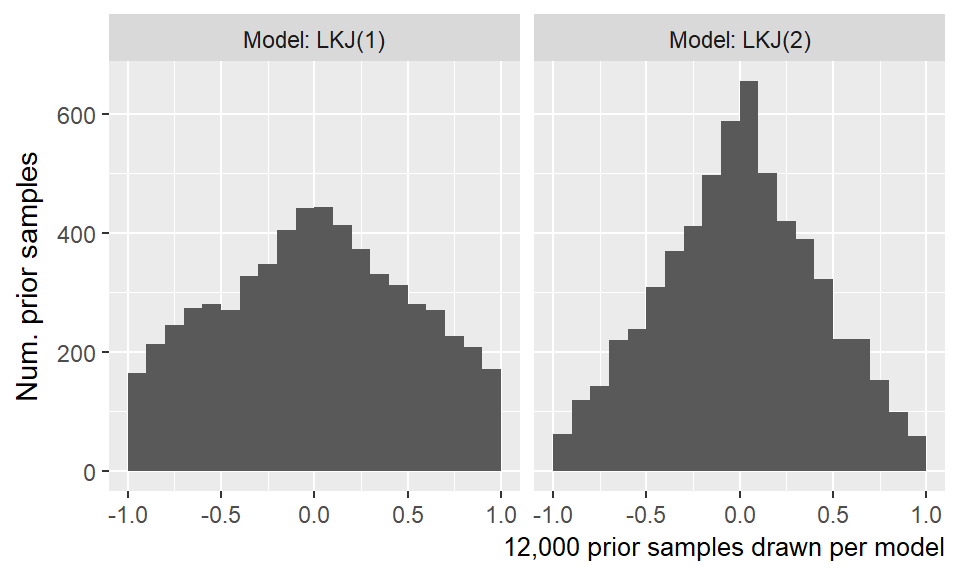 Model: LKJ(1)
Model: LKJ(2)
Num. prior samples
600
400
200
0
-1.0 -0.5 0.0 0.5 1.0
-1.0 -0.5 0.0 0.5 1.0
12,000 prior samples drawn per model